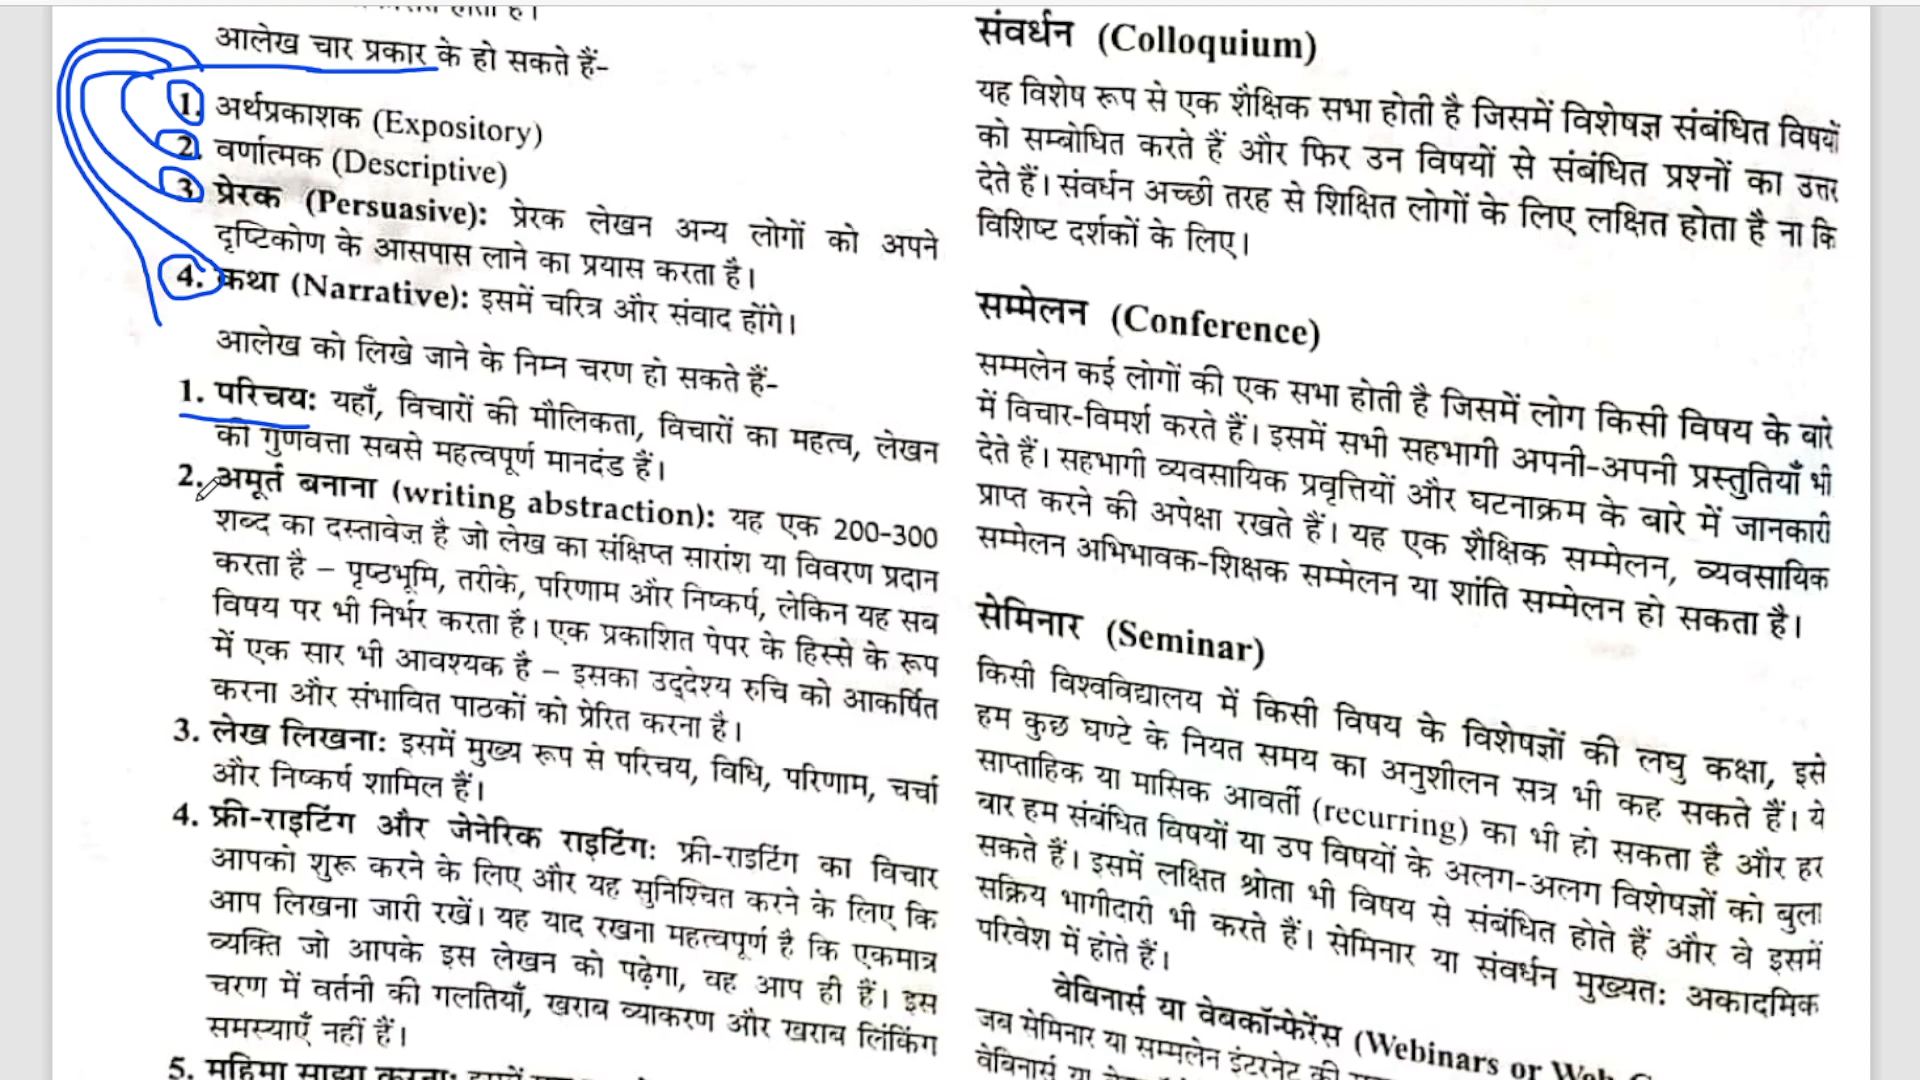 आलेख चार प्रकार के हो सकते हैं-
1. अर्थप्रकाशक (Expository)
2. वर्णात्मक (Descriptive)
3. प्रेरक (Persuasive): प्रेरक लेखन अन्य लोगों को अपने
दृष्टिकोण के आसपास लाने का प्रयास करता है।
4. कथा (Narrative): इसमें चरित्र और संवाद होंगे।
आलेख को लिखे जाने के निम्न चरण हो सकते हैं-
1. परिचय: यहाँ, विचारों की मौलिकता, विचारों का महत्व, लेखन
की गुणवत्ता सबसे महत्वपूर्ण मानदंड हैं।
2. अमूर्त बनाना (writing abstraction): यह एक 200-300
शब्द का दस्तावेज है जो लेख का संक्षिप्त सारांश या विवरण प्रदान
करता है – पृष्ठभूमि, तरीके, परिणाम और निष्कर्ष, लेकिन यह सब
विषय पर भी निर्भर करता है। एक प्रकाशित पेपर के हिस्से के रूप
में एक सार भी आवश्यक है – इसका उद्देश्य रुचि को आकर्षित
करना और संभावित पाठकों को प्रेरित करना है।
3. लेख लिखना: इसमें मुख्य रूप से परिचय, विधि, परिणाम, चर्चा
और निष्कर्ष शामिल हैं।
4. फ्री-राइटिंग और जेनेरिक राइटिंग: फ्री-राइटिंग का विचार
आपको शुरू करने के लिए और यह सुनिश्चित करने के लिए कि
आप लिखना जारी रखें। यह याद रखना महत्वपूर्ण है कि एकमात्र
व्यक्ति जो आपके इस लेखन को पढ़ेगा, वह आप ही हैं। इस
चरण में वर्तनी की गलतियाँ, खराब व्याकरण और खराब लिंकिंग
समस्याएँ नहीं हैं।
5. महिमा साझा करना: इसमें
संवर्धन (Colloquium)
यह विशेष रूप से एक शैक्षिक सभा होती है जिसमें विशेषज्ञ संबंधित विषयों
को सम्बोधित करते हैं और फिर उन विषयों से संबंधित प्रश्नों का उत्तर
देते हैं। संवर्धन अच्छी तरह से शिक्षित लोगों के लिए लक्षित होता है ना कि
विशिष्ट दर्शकों के लिए।
सम्मेलन (Conference)
सम्मलेन कई लोगों की एक सभा होती है जिसमें लोग किसी विषय के बारे
में विचार-विमर्श करते हैं। इसमें सभी सहभागी अपनी-अपनी प्रस्तुतियाँ भी
देते हैं। सहभागी व्यवसायिक प्रवृत्तियों और घटनाक्रम के बारे में जानकारी
प्राप्त करने की अपेक्षा रखते हैं। यह एक शैक्षिक सम्मेलन, व्यवसायिक
सम्मेलन अभिभावक-शिक्षक सम्मेलन या शांति सम्मेलन हो सकता है।
सेमिनार (Seminar)
किसी विश्वविद्यालय में किसी विषय के विशेषज्ञों की लघु कक्षा, इसे
हम कुछ घण्टे के नियत समय का अनुशीलन सत्र भी कह सकते हैं। ये
साप्ताहिक या मासिक आवर्ती (recurring) का भी हो सकता है और हर
बार हम संबंधित विषयों या उप विषयों के अलग-अलग विशेषज्ञों को बुला
सकते हैं। इसमें लक्षित श्रोता भी विषय से संबंधित होते हैं और वे इसमें
सक्रिय भागीदारी भी करते हैं। सेमिनार या संवर्धन मुख्यत: अकादमिक
परिवेश में होते हैं।
वेबिनार्स या वेबकॉन्फेरेंस (Webinars or Web
जब सेमिनार या सम्मलेन इंटरनेट की
वेबिनार्स या